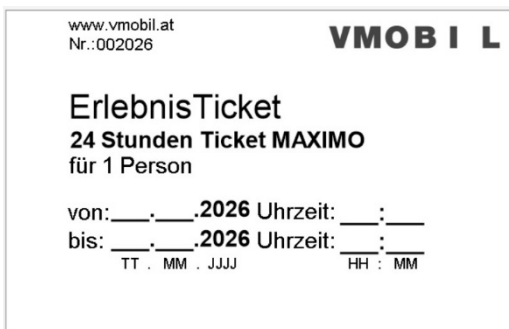 www.vmobil.at
Nr.:002026
VMOBIL
ErlebnisTicket
24 Stunden Ticket MAXIMO
für 1 Person
von:___.___.2026 Uhrzeit: ___:___
bis: ___.___.2026 Uhrzeit: ___:___
TT . MM . JJJJ HH : MM